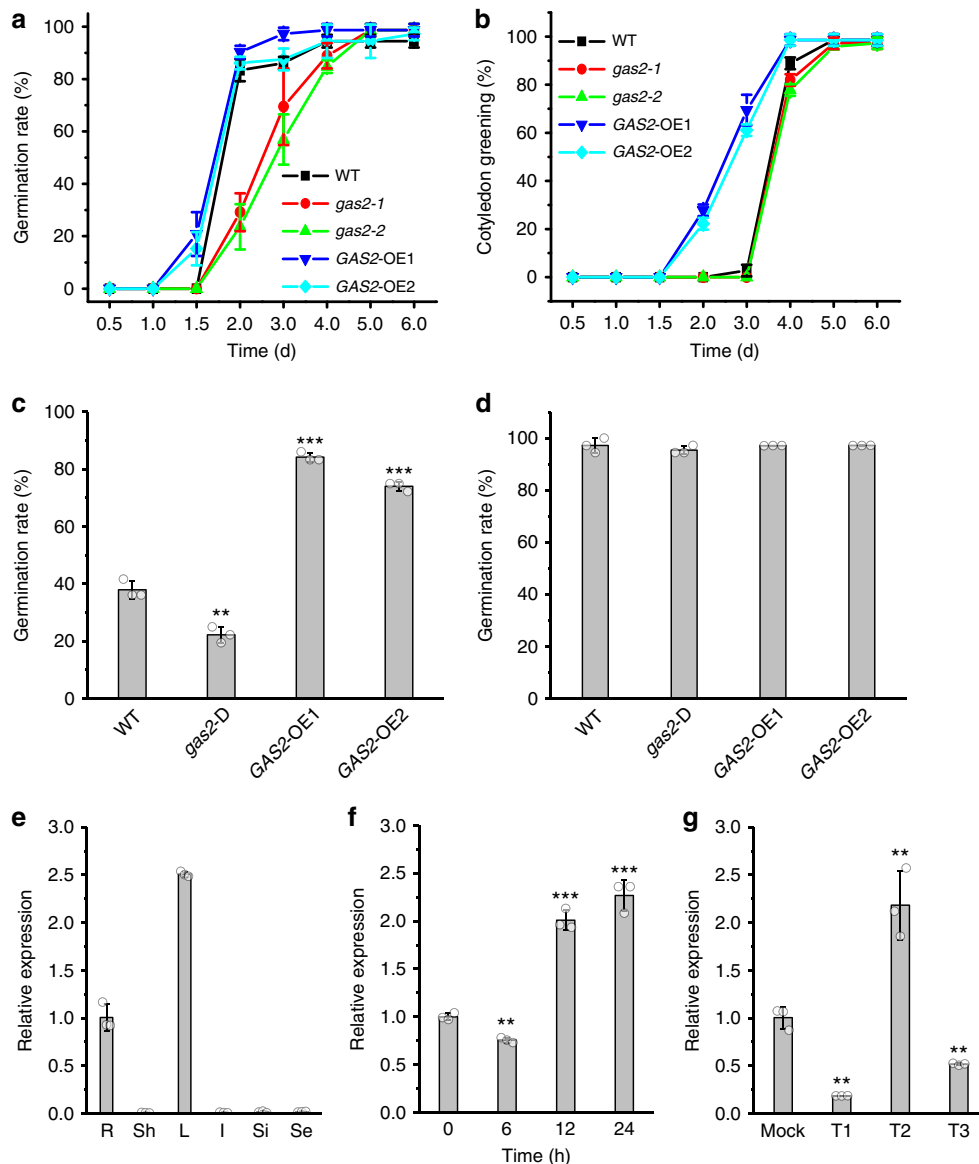 a
Germination rate (%)
100
80
60
40
20
0
WT
gas2-1
gas2-2
GAS2-OE1
GAS2-OE2
0.5 1.0 1.5 2.0 3.0 4.0 5.0 6.0
Time (d)
b
Cotyledon greening (%)
100
80
60
40
20
0
WT
gas2-1
gas2-2
GAS2-OE1
GAS2-OE2
0.5 1.0 1.5 2.0 3.0 4.0 5.0 6.0
Time (d)
c
Germination rate (%)
100
80
60
40
20
0
**
***
***
WT gas2-D GAS2-OE1 GAS2-OE2
d
Germination rate (%)
100
80
60
40
20
0
WT gas2-D GAS2-OE1 GAS2-OE2
e
Relative expression
3.0
2.5
2.0
1.5
1.0
0.5
0.0
R Sh L I Si Se
f
Relative expression
3.0
2.5
2.0
1.5
1.0
0.5
0.0
**
***
***
0 6 12 24
Time (h)
g
Relative expression
3.0
2.5
2.0
1.5
1.0
0.5
0.0
**
**
**
Mock T1 T2 T3